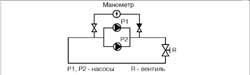 Манометр
P1
P2
R
P1, P2 - насосы
R - вентиль